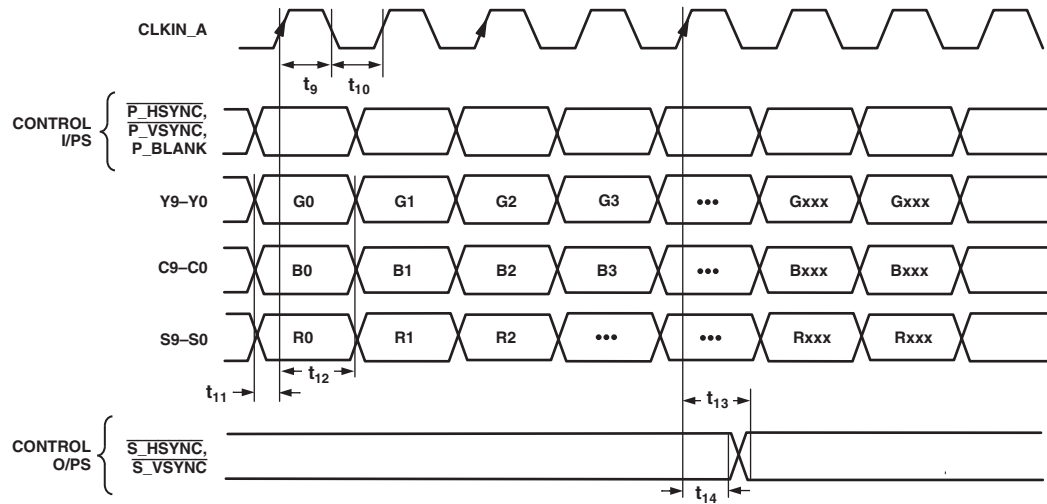 CLKIN_A
t9 t10
CONTROL I/PS
P_HSYNC,
P_VSYNC,
P_BLANK
Y9–Y0 G0 G1 G2 G3 ••• Gxxx Gxxx
C9–C0 B0 B1 B2 B3 ••• Bxxx Bxxx
S9–S0 R0 R1 R2 ••• ••• Rxxx Rxxx
t11 t12 t13
CONTROL O/PS
S_HSYNC,
S_VSYNC
t14